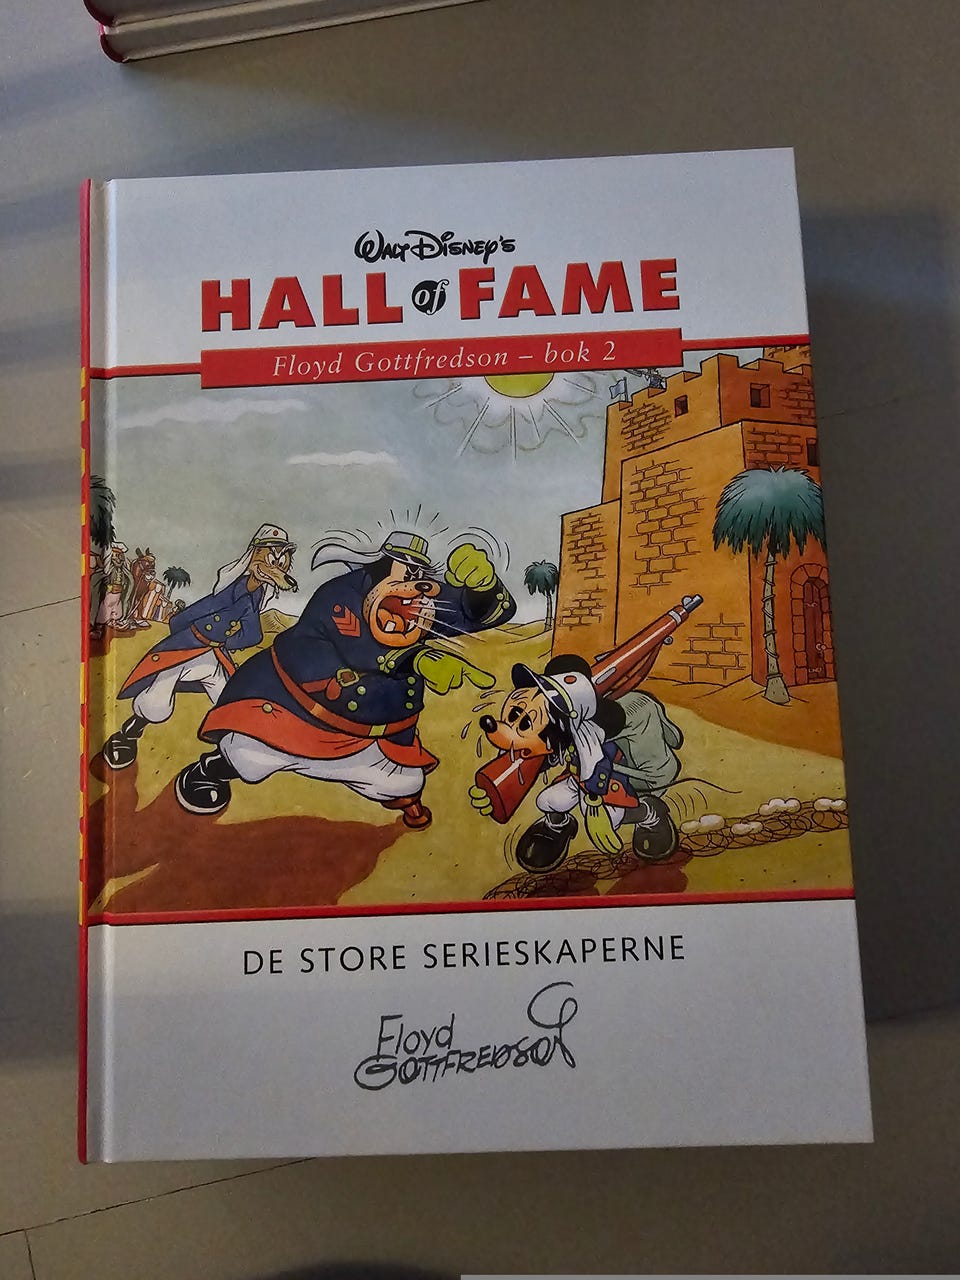 WALT DISNEY'S
HALL of FAME
Floyd Gottfredson – bok 2
DE STORE SERIESKAPERNE
Floyd
GOTTFREDSON